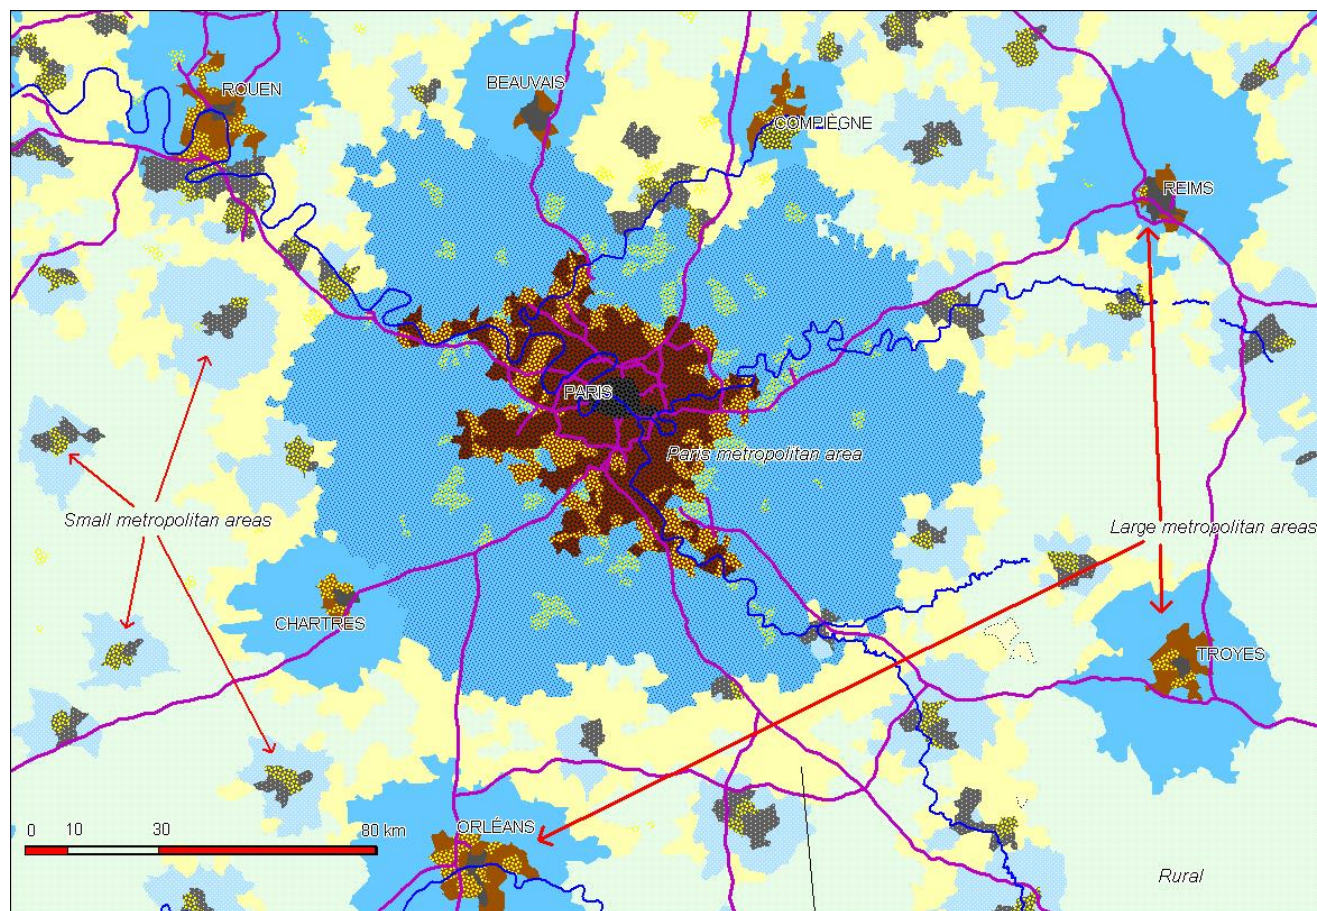 ROUEN
BEAUVAIS
COMPIÈGNE
REIMS
PARIS
Paris metropolitan area
Small metropolitan areas
Large metropolitan areas
CHARTRES
TROYES
ORLÉANS
0 10 30 80 km
Rural